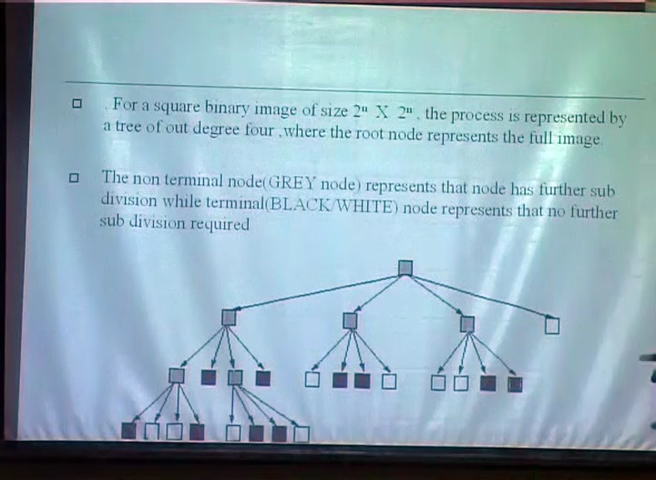 . For a square binary image of size 2ⁿ X 2ⁿ , the process is represented by
a tree of out degree four ,where the root node represents the full image.
The non terminal node(GREY node) represents that node has further sub
division while terminal(BLACK/WHITE) node represents that no further
sub division required